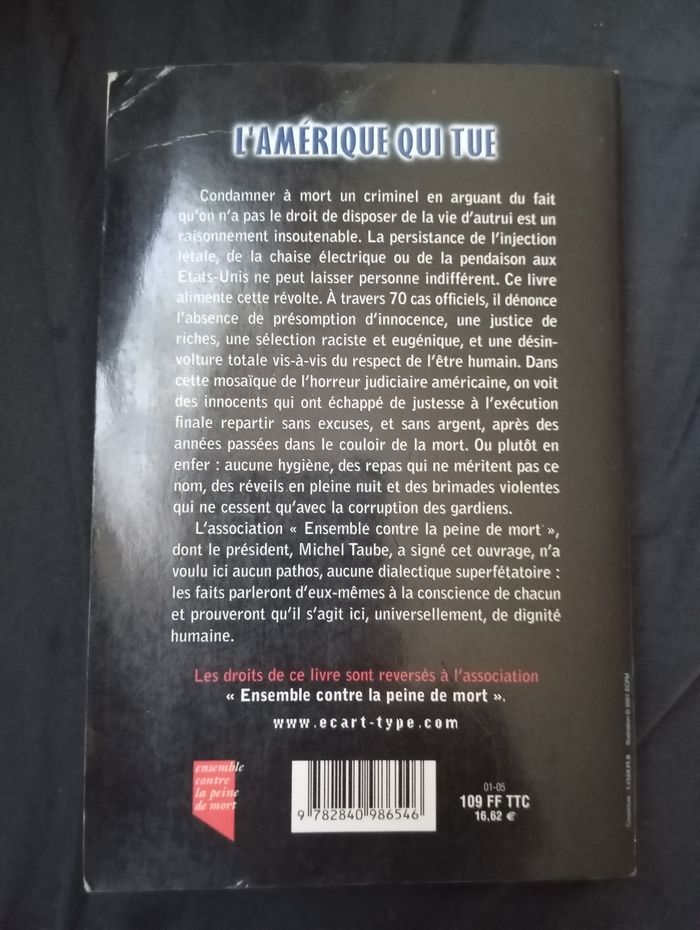 L'AMÉRIQUE QUI TUE
Condamner à mort un criminel en arguant du fait
qu'on n'a pas le droit de disposer de la vie d'autrui est un
raisonnement insoutenable. La persistance de l'injection
létale, de la chaise électrique ou de la pendaison aux
Etats-Unis ne peut laisser personne indifférent. Ce livre
alimente cette révolte. À travers 70 cas officiels, il dénonce
l'absence de présomption d'innocence, une justice de
riches, une sélection raciste et eugénique, et une désin-
volture totale vis-à-vis du respect de l'être humain. Dans
cette mosaïque de l'horreur judiciaire américaine, on voit
des innocents qui ont échappé de justesse à l'exécution
finale repartir sans excuses, et sans argent, après des
années passées dans le couloir de la mort. Ou plutôt en
enfer : aucune hygiène, des repas qui ne méritent pas ce
nom, des réveils en pleine nuit et des brimades violentes
qui ne cessent qu'avec la corruption des gardiens.
L'association « Ensemble contre la peine de mort »,
dont le président, Michel Taube, a signé cet ouvrage, n'a
voulu ici aucun pathos, aucune dialectique superfétatoire :
les faits parleront d'eux-mêmes à la conscience de chacun
et prouveront qu'il s'agit ici, universellement, de dignité
humaine.
Les droits de ce livre sont reversés à l'association
« Ensemble contre la peine de mort ».
www.ecart-type.com
ensemble
contre
la peine
de mort
9 782840 986546
01-05
109 FF TTC
16,62 €
Couverture Illustration © 2001 ECPM